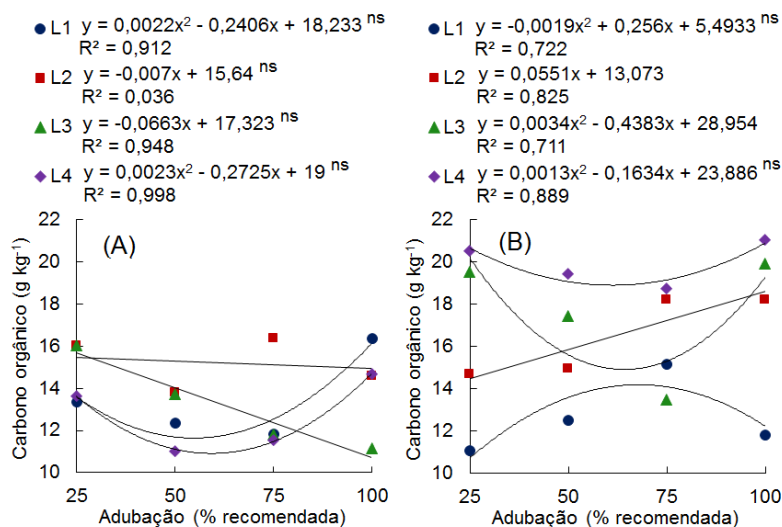 L1 y = 0,0022x² - 0,2406x + 18,233 ns
R² = 0,912
L2 y = -0,007x + 15,64 ns
R² = 0,036
L3 y = -0,0663x + 17,323 ns
R² = 0,948
L4 y = 0,0023x² - 0,2725x + 19 ns
R² = 0,998
Carbono orgânico (g kg⁻¹)
22
20
18
16
14
12
10
(A)
25 50 75 100
Adubação (% recomendada)
L1 y = -0,0019x² + 0,256x + 5,4933 ns
R² = 0,722
L2 y = 0,0551x + 13,073
R² = 0,825
L3 y = 0,0034x² - 0,4383x + 28,954
R² = 0,711
L4 y = 0,0013x² - 0,1634x + 23,886 ns
R² = 0,889
Carbono orgânico (g kg⁻¹)
22
20
18
16
14
12
10
(B)
25 50 75 100
Adubação (% recomendada)